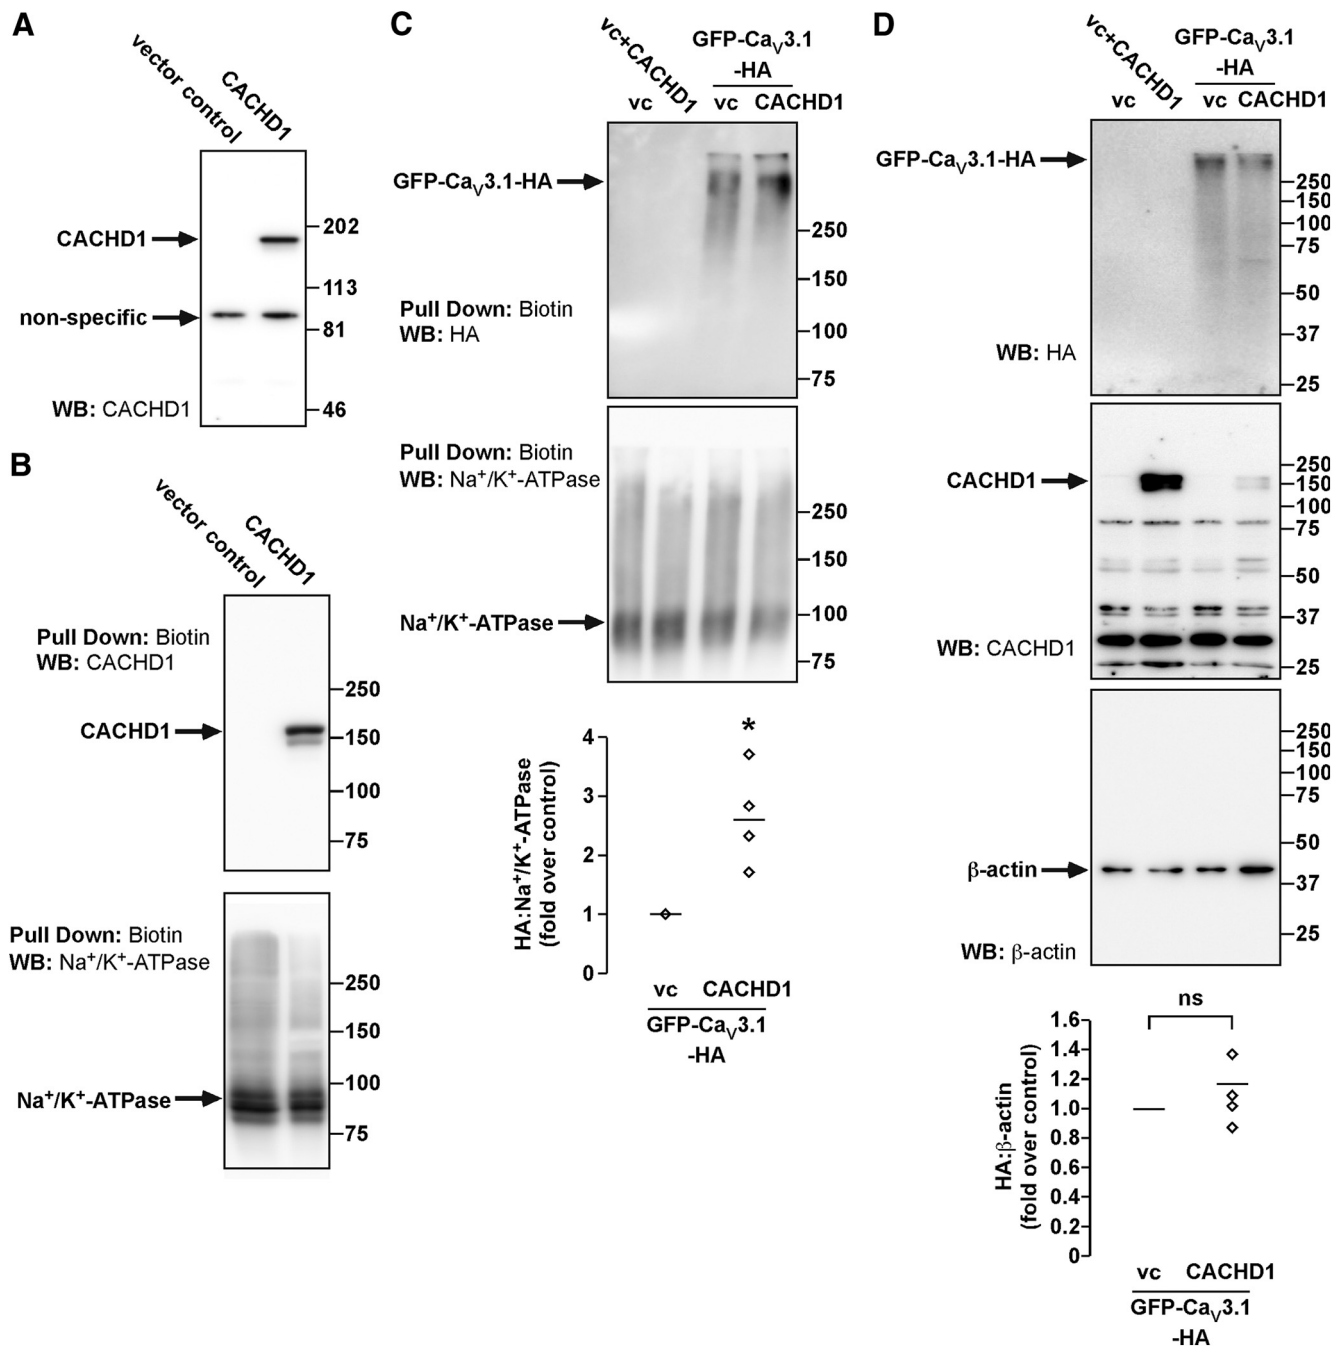 A
vector control
CACHD1
CACHD1
non-specific
WB: CACHD1
202
113
81
46
B
vector control
CACHD1
Pull Down: Biotin
WB: CACHD1
CACHD1
250
150
100
75
Pull Down: Biotin
WB: Na⁺/K⁺-ATPase
Na⁺/K⁺-ATPase
250
150
100
75
C
vc
vc+CACHD1
GFP-CaV3.1
-HA
vc CACHD1
GFP-CaV3.1-HA
Pull Down: Biotin
WB: HA
250
150
100
75
Pull Down: Biotin
WB: Na⁺/K⁺-ATPase
Na⁺/K⁺-ATPase
250
150
100
75
HA:Na⁺/K⁺-ATPase
(fold over control)
4
3
2
1
0
*
vc CACHD1
GFP-CaV3.1
-HA
D
vc
vc+CACHD1
GFP-CaV3.1
-HA
vc CACHD1
GFP-CaV3.1-HA
WB: HA
250
150
100
75
50
37
25
CACHD1
WB: CACHD1
250
150
100
75
50
37
25
β-actin
WB: β-actin
250
150
100
75
50
37
25
HA:β-actin
(fold over control)
1.6
1.4
1.2
1.0
0.8
0.6
0.4
0.2
0
ns
vc CACHD1
GFP-CaV3.1
-HA